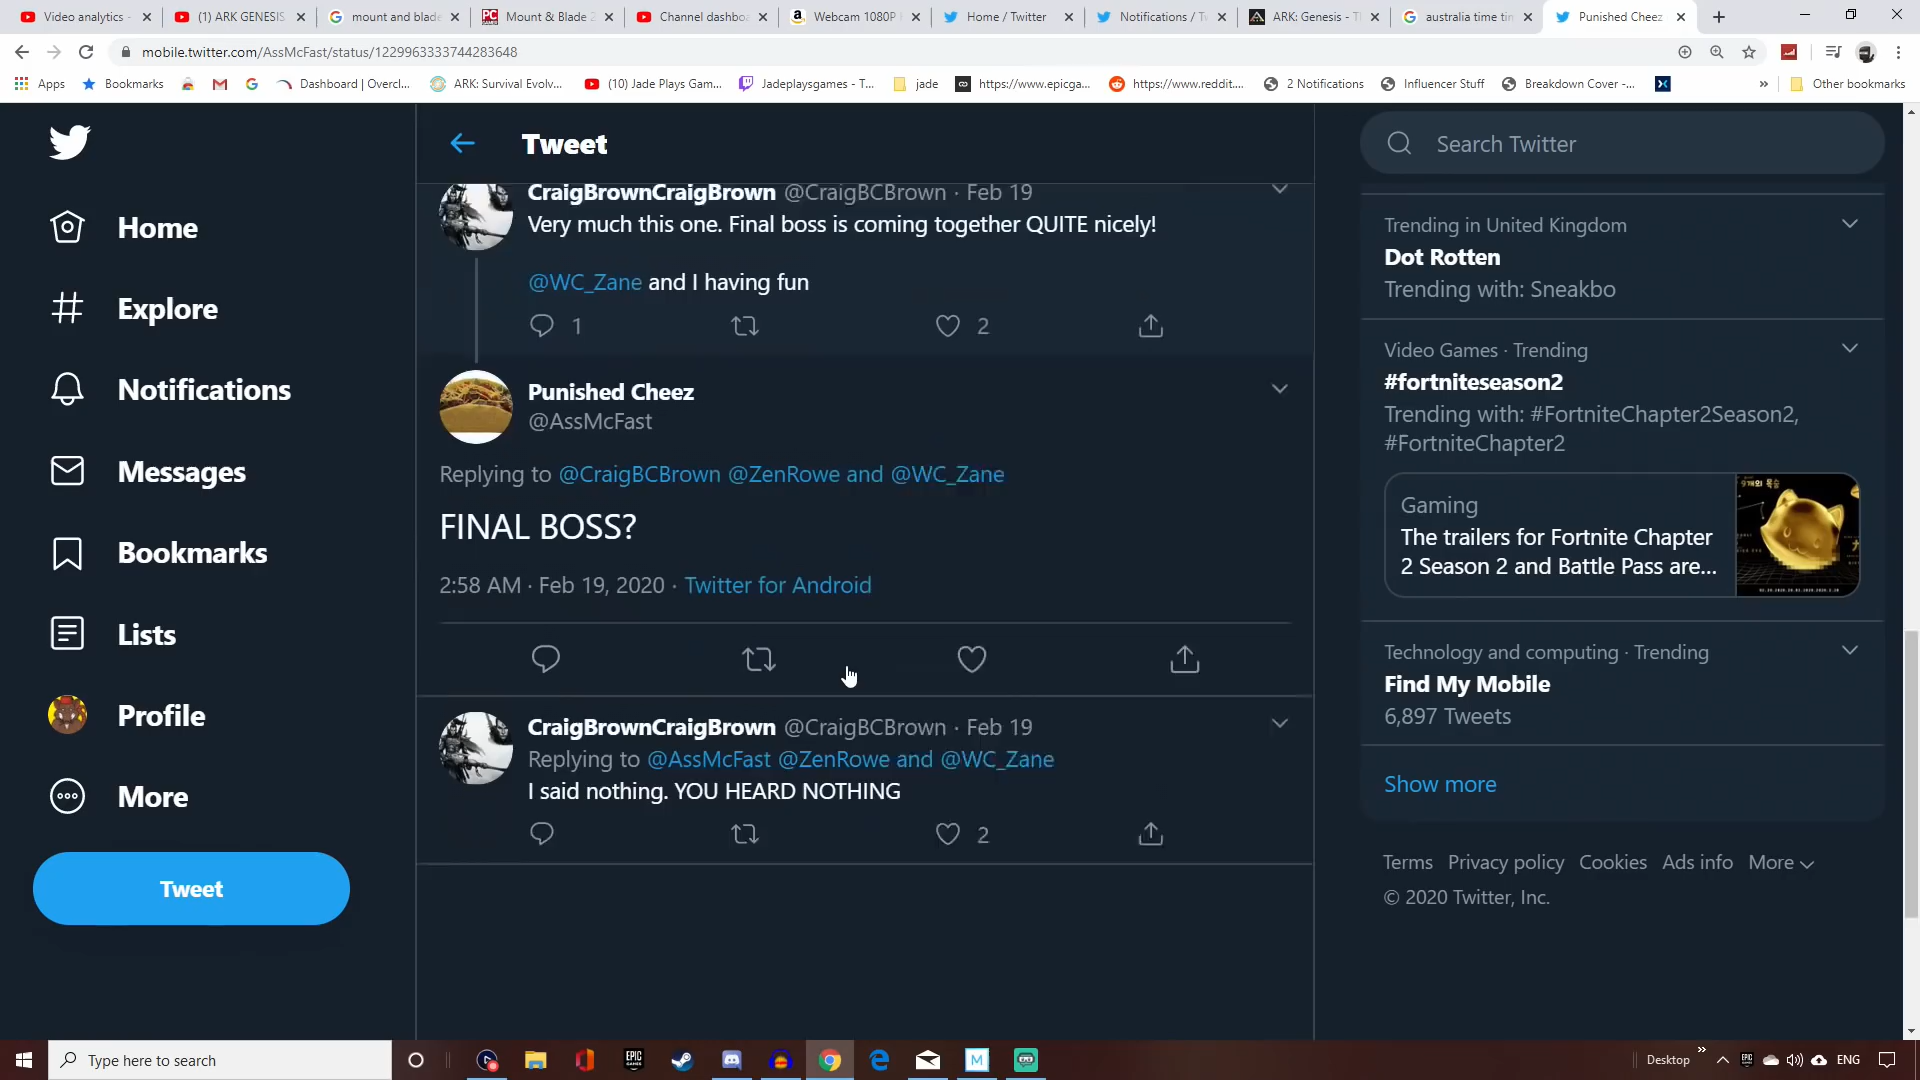 Video analytics -
(1) ARK GENESIS
mount and blade
Mount & Blade 2
Channel dashbo
Webcam 1080P
Home / Twitter
Notifications / T
ARK: Genesis - T
australia time tim
Punished Cheez
mobile.twitter.com/AssMcFast/status/1229963333744283648
Apps
Bookmarks
Dashboard | Overcl...
ARK: Survival Evolv...
(10) Jade Plays Gam...
Jadeplaysgames - T...
jade
https://www.epicga...
https://www.reddit....
2 Notifications
Influencer Stuff
Breakdown Cover -...
»
Other bookmarks
Home
Explore
Notifications
Messages
Bookmarks
Lists
Profile
More
Tweet
Tweet
CraigBrownCraigBrown @CraigBCBrown · Feb 19
Very much this one. Final boss is coming together QUITE nicely!
@WC_Zane and I having fun
1 2
Punished Cheez
@AssMcFast
Replying to @CraigBCBrown @ZenRowe and @WC_Zane
FINAL BOSS?
2:58 AM · Feb 19, 2020 · Twitter for Android
CraigBrownCraigBrown @CraigBCBrown · Feb 19
Replying to @AssMcFast @ZenRowe and @WC_Zane
I said nothing. YOU HEARD NOTHING
2
Search Twitter
Trending in United Kingdom
Dot Rotten
Trending with: Sneakbo
Video Games · Trending
#fortniteseason2
Trending with: #FortniteChapter2Season2,
#FortniteChapter2
Gaming
The trailers for Fortnite Chapter
2 Season 2 and Battle Pass are...
Technology and computing · Trending
Find My Mobile
6,897 Tweets
Show more
Terms Privacy policy Cookies Ads info More
© 2020 Twitter, Inc.
Type here to search
Desktop
»
ENG